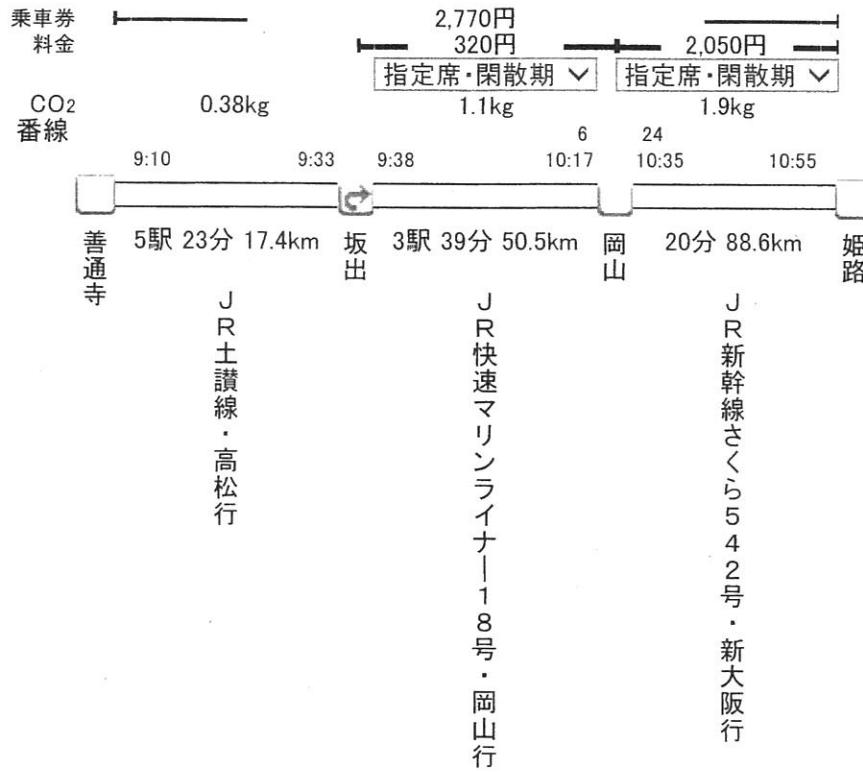 乗車券 2,770円
料金 320円 2,050円
指定席・閑散期 指定席・閑散期
CO2 0.38kg 1.1kg 1.9kg
番線 6 24
9:10 9:33 9:38 10:17 10:35 10:55
善通寺 5駅 23分 17.4km 坂出 3駅 39分 50.5km 岡山 20分 88.6km 姫路
JR土讃線・高松行
JR快速マリンライナー18号・岡山行
JR新幹線さくら542号・新大阪行